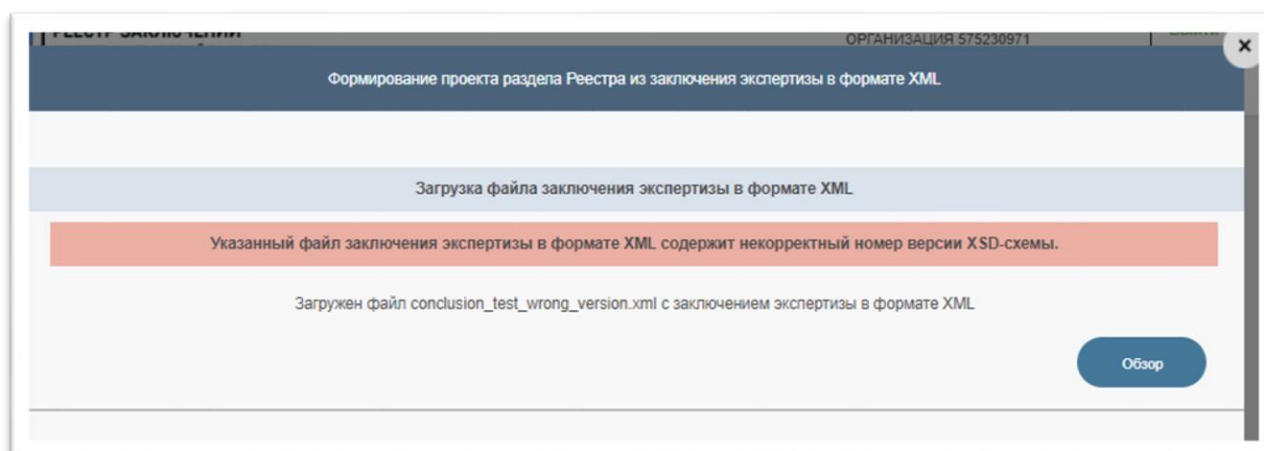 РЕЕСТР ЗАКЛЮЧЕНИЙ
ОРГАНИЗАЦИЯ 575230971
Формирование проекта раздела Реестра из заключения экспертизы в формате XML
Загрузка файла заключения экспертизы в формате XML
Указанный файл заключения экспертизы в формате XML содержит некорректный номер версии XSD-схемы.
Загружен файл conclusion_test_wrong_version.xml с заключением экспертизы в формате XML
Обзор